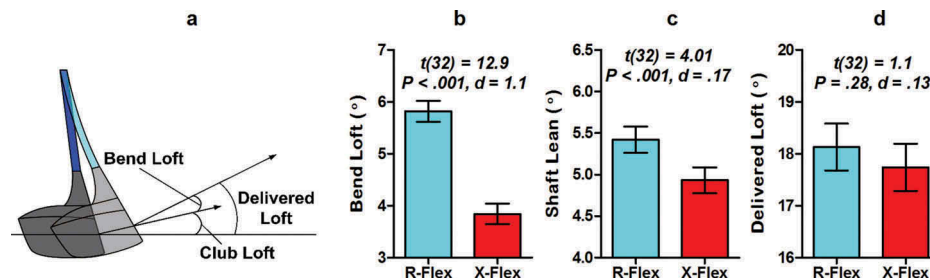 a
Bend Loft
Delivered
Loft
Club Loft
b
Bend Loft (°)
7
6
5
4
3
t(32) = 12.9
P < .001, d = 1.1
R-Flex X-Flex
c
Shaft Lean (°)
6.0
5.5
5.0
4.5
4.0
t(32) = 4.01
P < .001, d = .17
R-Flex X-Flex
d
Delivered Loft (°)
20
19
18
17
16
t(32) = 1.1
P = .28, d = .13
R-Flex X-Flex